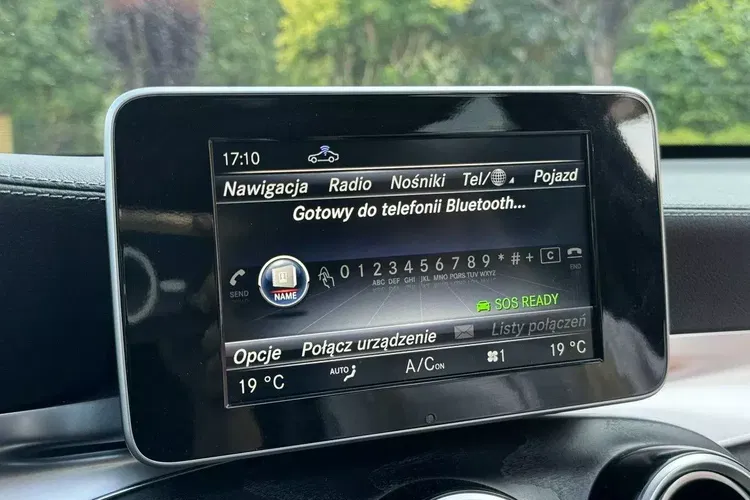 17:10
Nawigacja Radio Nośniki Tel/ Pojazd
Gotowy do telefonii Bluetooth...
0 1 2 3 4 5 6 7 8 9 * # + C
SEND NAME ABC DEF GHI JKL MNO PQRS TUV WXYZ END
SOS READY
Opcje Połącz urządzenie Listy połączeń
19 °C AUTO A/C ON 1 19 °C